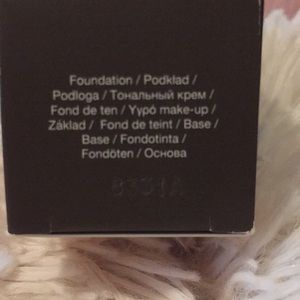 Foundation / Podkład /
Podloga / Тональный крем /
Fond de ten / Υγρό make-up /
Základ / Fond de teint / Base /
Base / Fondotinta /
Fondöten / Основа